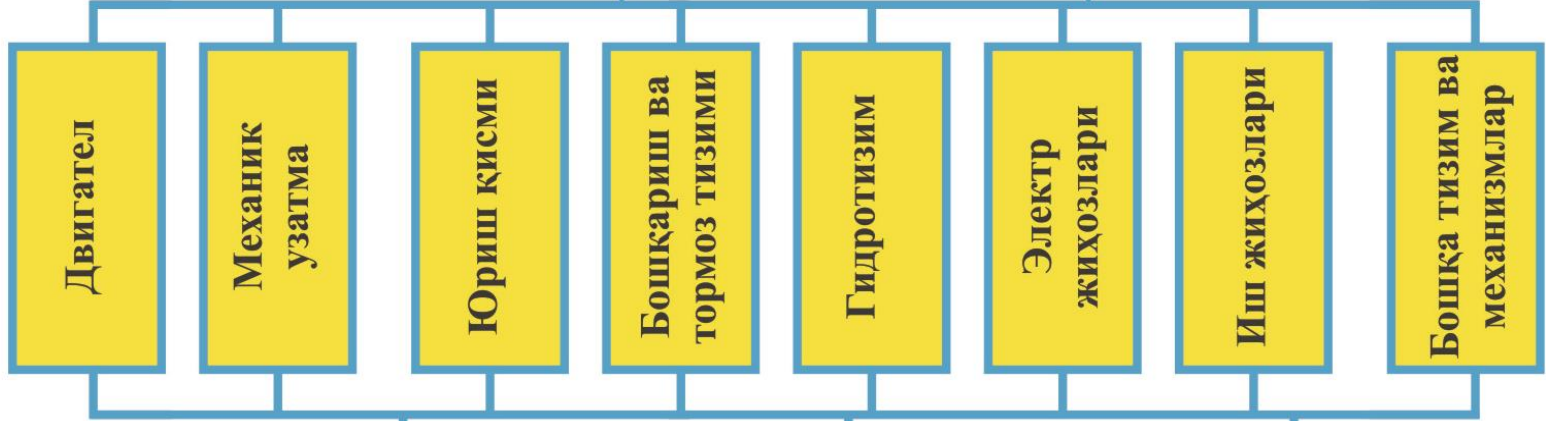 Двигател
Механик
узатма
Юриш қисми
Бошқариш ва
тормоз тизими
Гидротизим
Электр
жиҳозлари
Иш жиҳозлари
Бошқа тизим ва
механизмлар